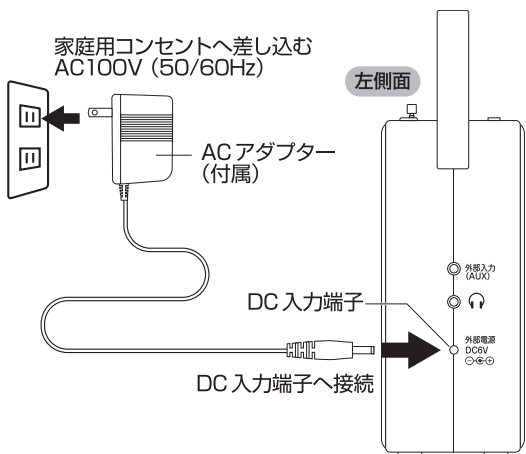 家庭用コンセントへ差し込む
AC100V（50/60Hz）
左側面
ACアダプター
（付属）
外部入力
(AUX)
DC入力端子
外部電源
DC6V
DC入力端子へ接続